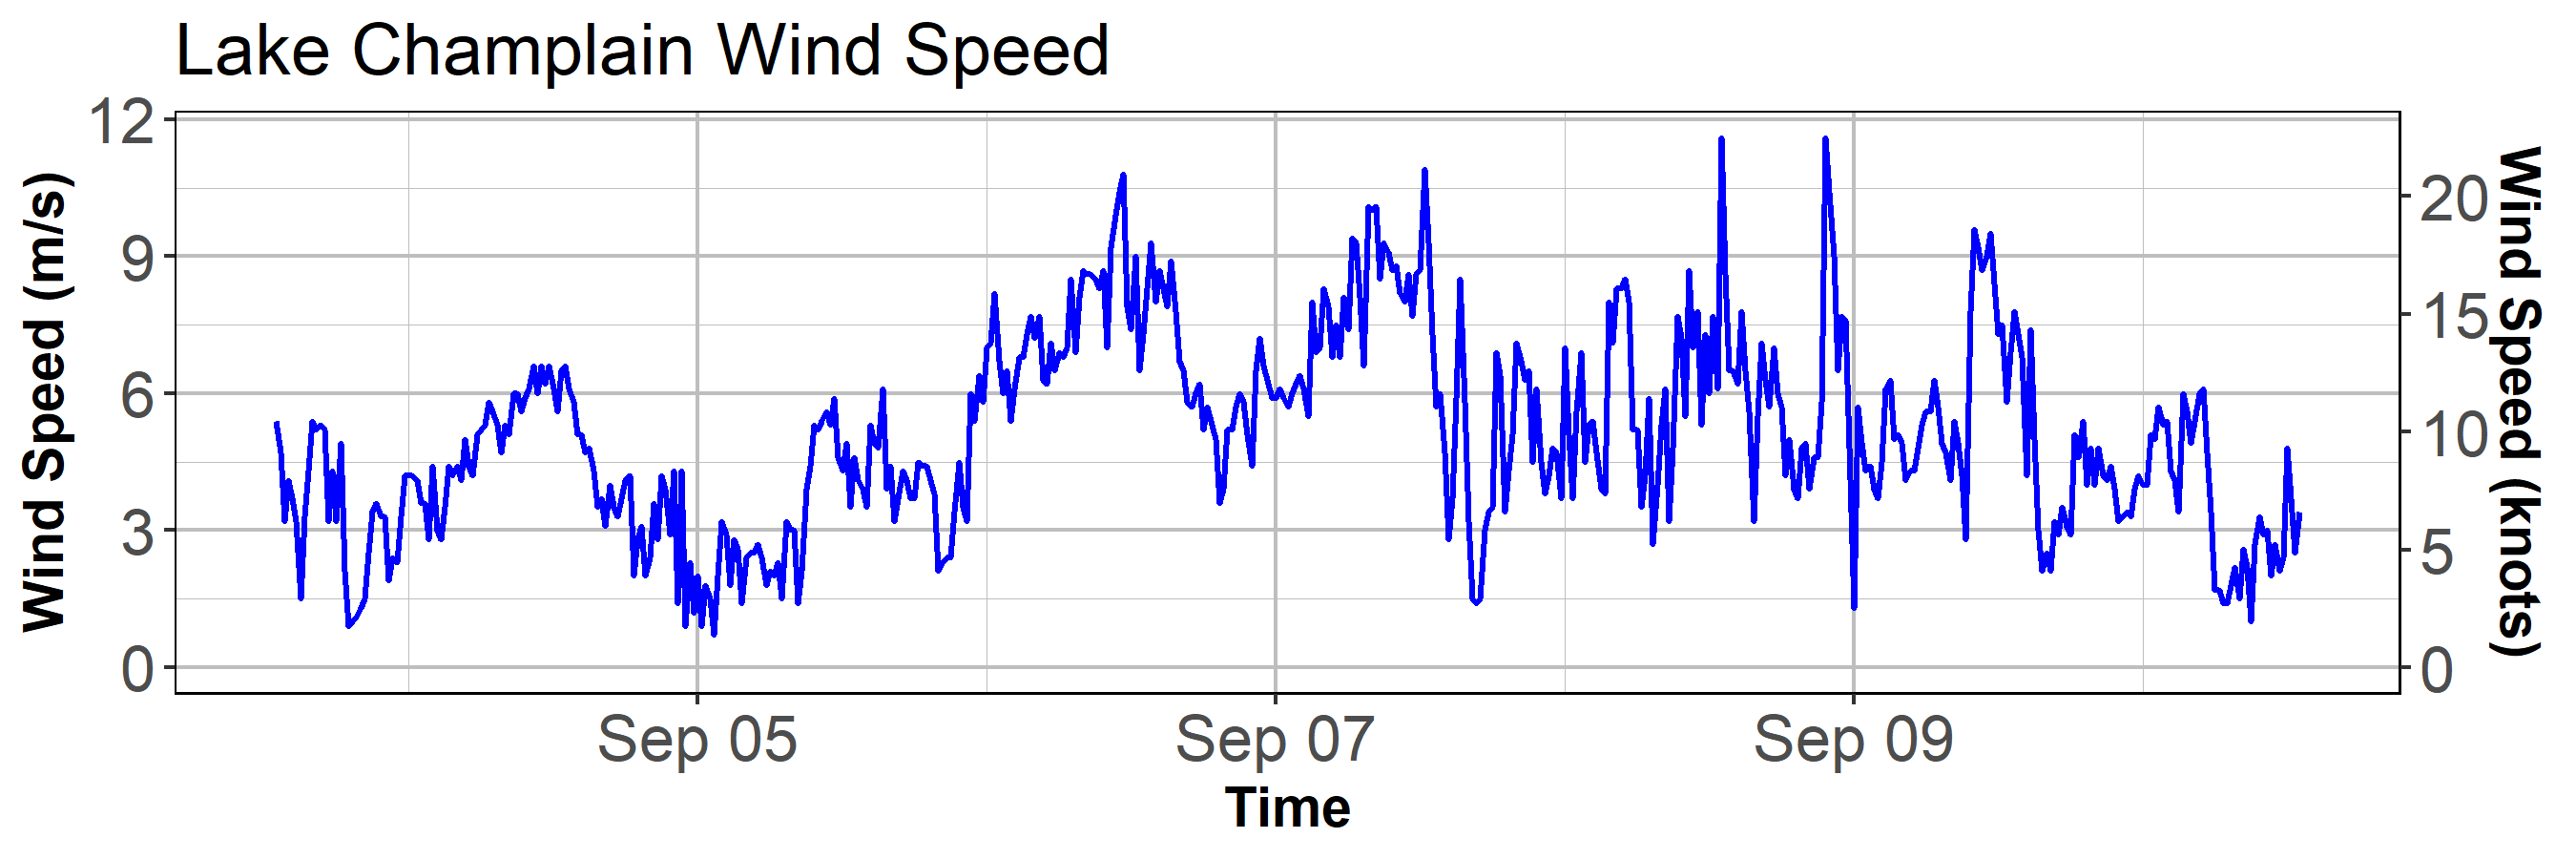 Lake Champlain Wind Speed
Wind Speed (m/s)
12
9
6
3
0
20
15
10
5
0
Wind Speed (knots)
Sep 05
Sep 07
Sep 09
Time